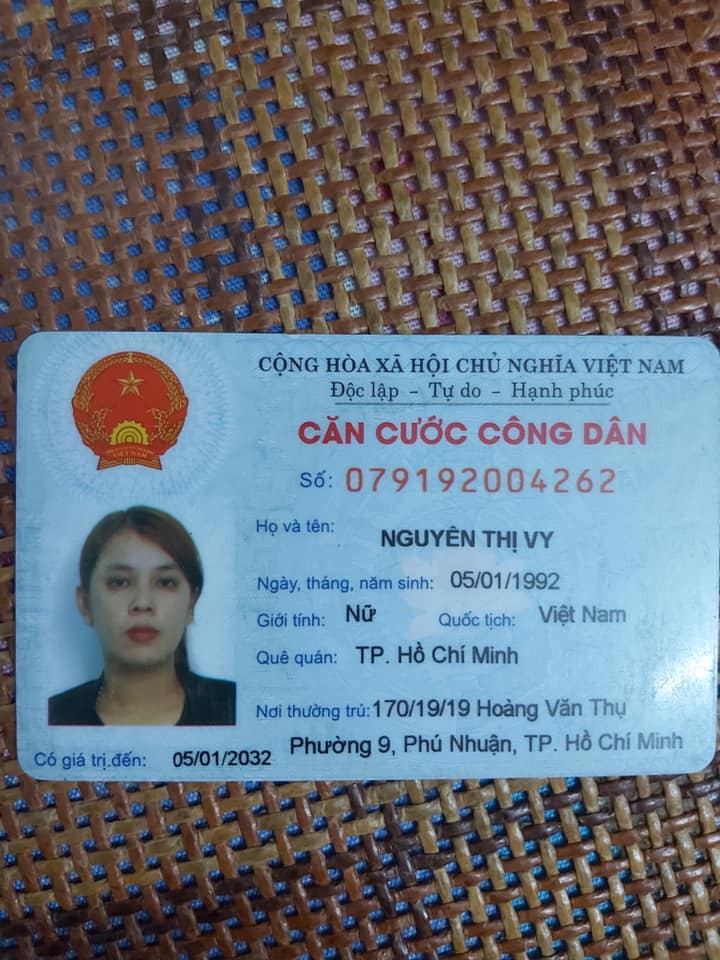 CỘNG HÒA XÃ HỘI CHỦ NGHĨA VIỆT NAM
Độc lập - Tự do - Hạnh phúc
CĂN CƯỚC CÔNG DÂN
Số: 079192004262
Họ và tên: NGUYÊN THỊ VY
Ngày, tháng, năm sinh: 05/01/1992
Giới tính: Nữ Quốc tịch: Việt Nam
Quê quán: TP. Hồ Chí Minh
Nơi thường trú: 170/19/19 Hoàng Văn Thụ
Phường 9, Phú Nhuận, TP. Hồ Chí Minh
Có giá trị đến: 05/01/2032
VIỆT NAM